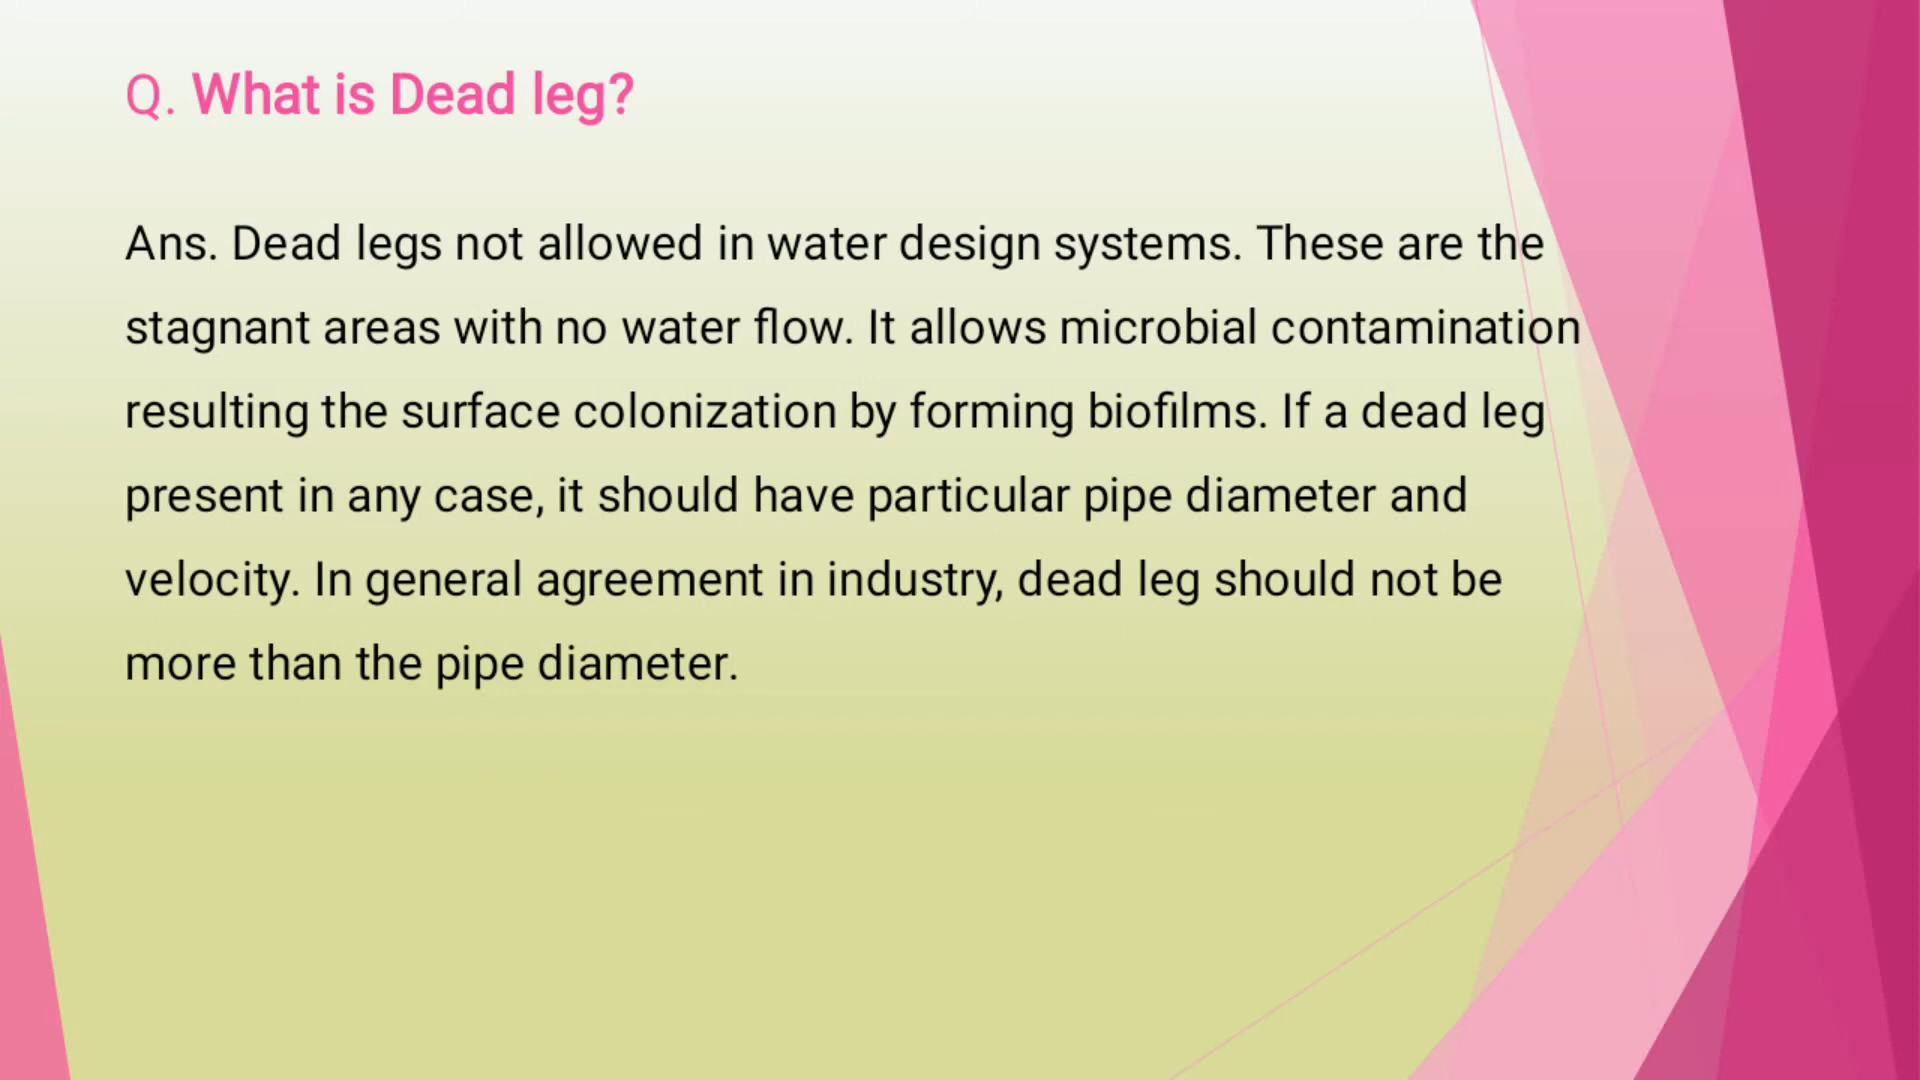 Q. What is Dead leg?
Ans. Dead legs not allowed in water design systems. These are the
stagnant areas with no water flow. It allows microbial contamination
resulting the surface colonization by forming biofilms. If a dead leg
present in any case, it should have particular pipe diameter and
velocity. In general agreement in industry, dead leg should not be
more than the pipe diameter.